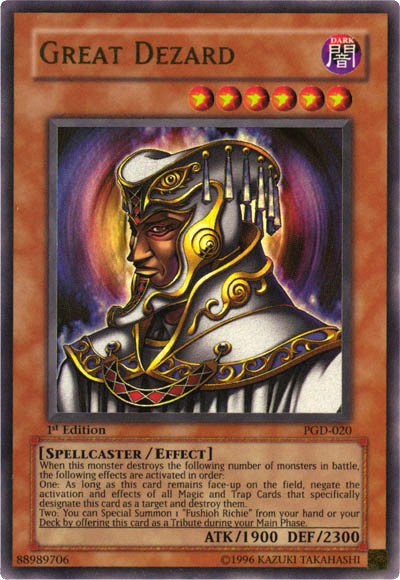 GREAT DEZARD
DARK
闇
1st Edition
PGD-020
[SPELLCASTER / EFFECT]
When this monster destroys the following number of monsters in battle,
the following effects are activated in order:
One: As long as this card remains face-up on the field, negate the
activation and effects of all Magic and Trap Cards that specifically
designate this card as a target and destroy them.
Two: You can Special Summon 1 "Fushioh Richie" from your hand or your
Deck by offering this card as a Tribute during your Main Phase.
ATK/1900 DEF/2300
88989706
©1996 KAZUKI TAKAHASHI